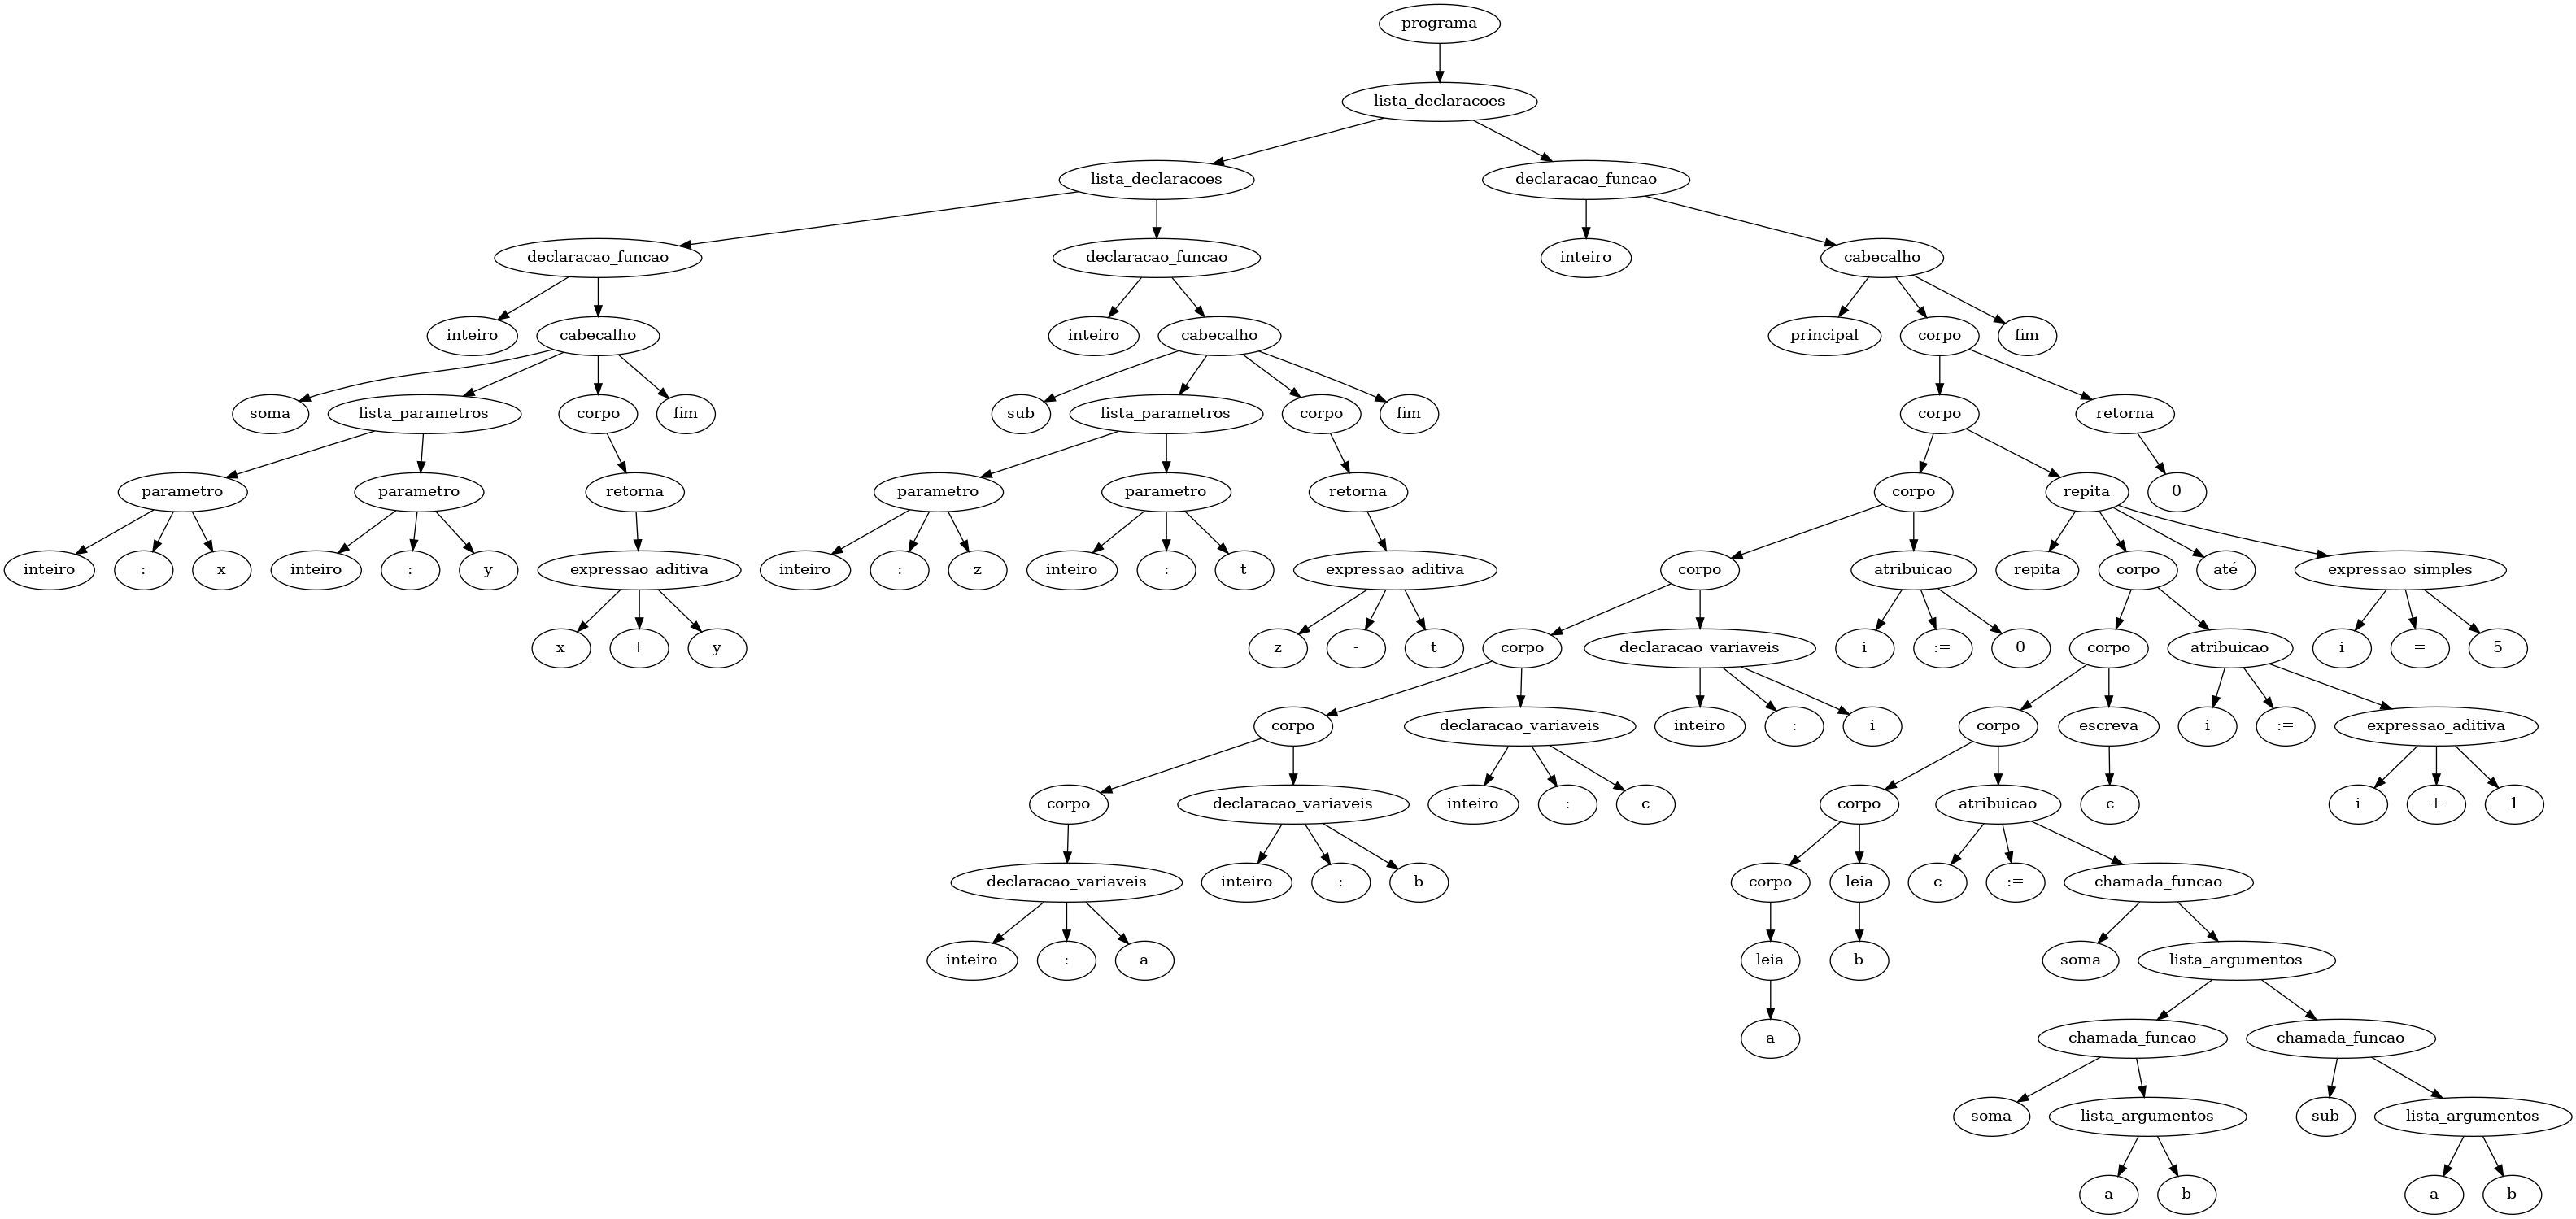 programa
lista_declaracoes
lista_declaracoes declaracao_funcao
declaracao_funcao declaracao_funcao inteiro cabecalho
inteiro cabecalho inteiro cabecalho principal corpo fim
soma lista_parametros corpo fim sub lista_parametros corpo fim corpo retorna
parametro parametro retorna parametro parametro retorna corpo repita 0
inteiro : x inteiro : y expressao_aditiva inteiro : z inteiro : t expressao_aditiva corpo atribuicao repita corpo até expressao_simples
x + y z - t corpo declaracao_variaveis i := 0 corpo atribuicao i = 5
corpo declaracao_variaveis inteiro : i corpo escreva i := expressao_aditiva
corpo declaracao_variaveis inteiro : c corpo atribuicao c i + 1
declaracao_variaveis inteiro : b corpo leia c := chamada_funcao
inteiro : a leia b soma lista_argumentos
a chamada_funcao chamada_funcao
soma lista_argumentos sub lista_argumentos
a b a b